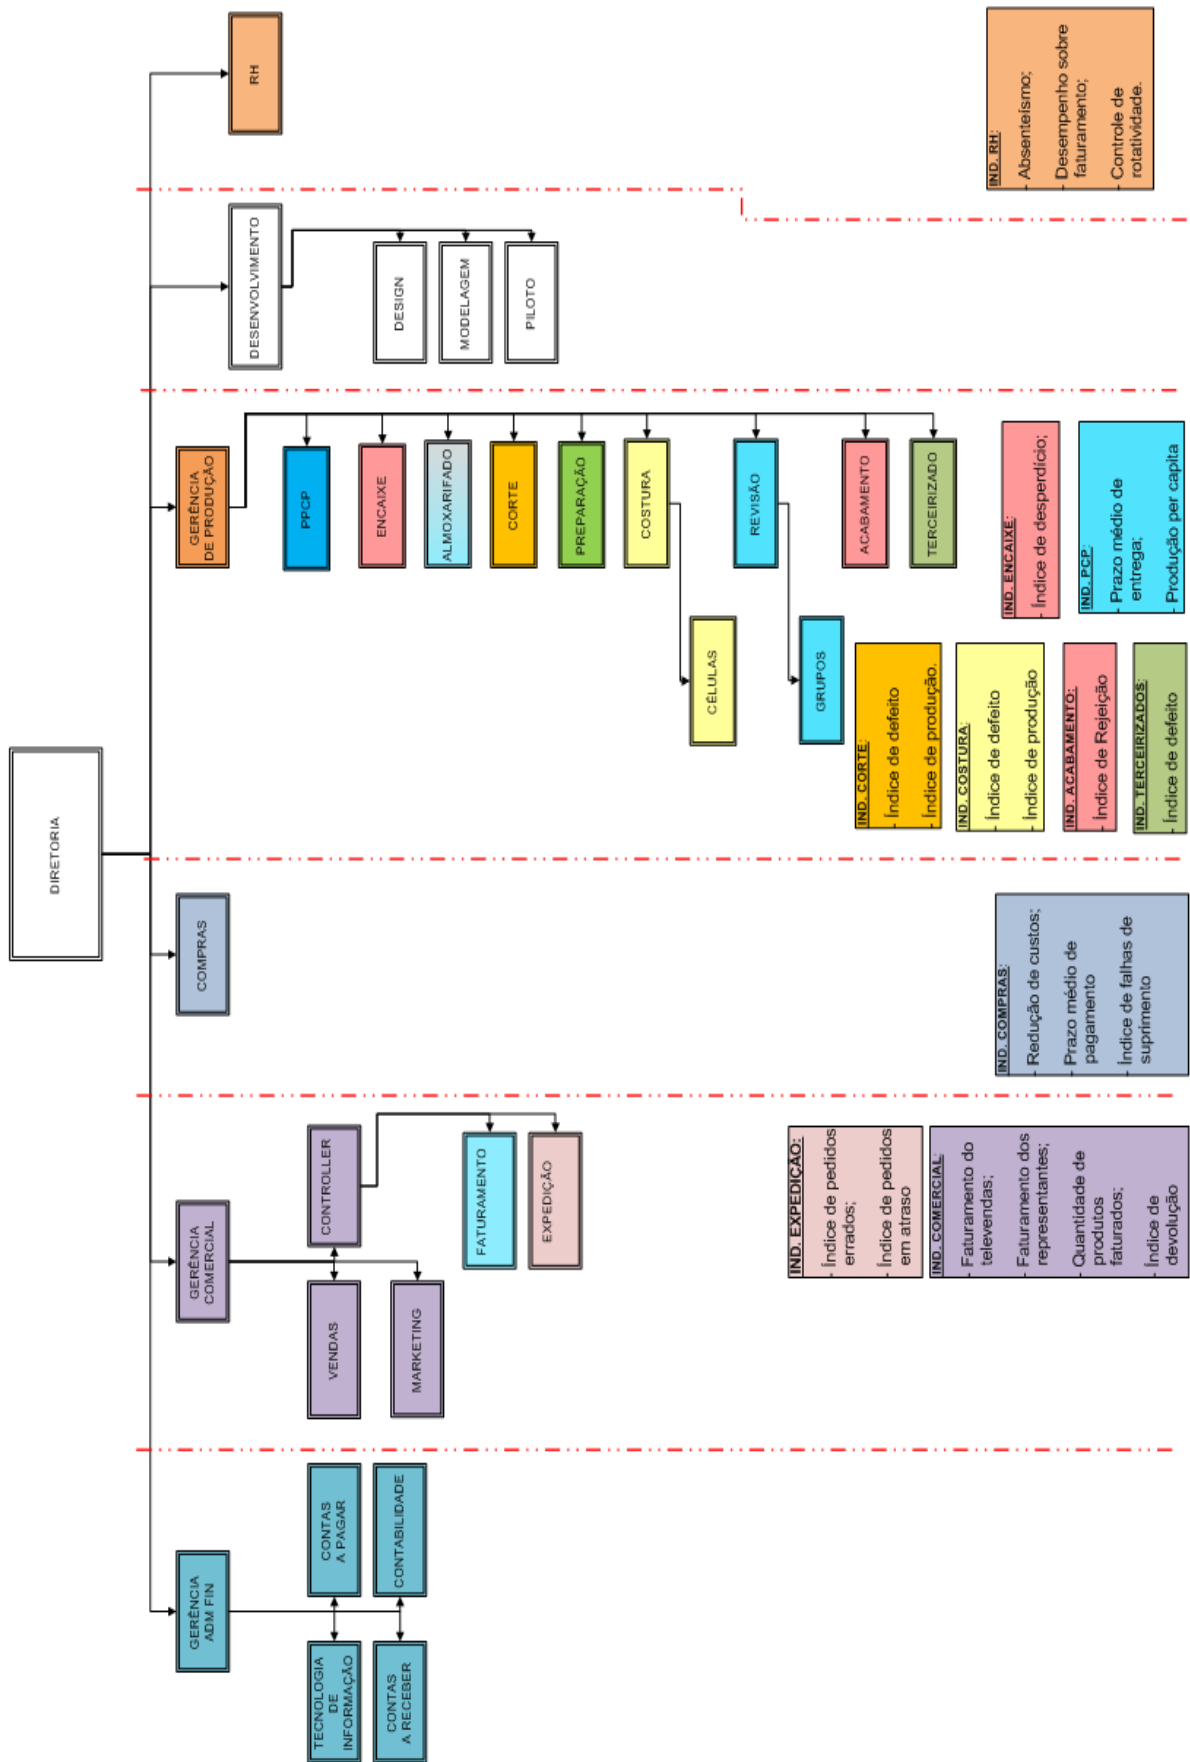 DIRETORIA
GERÊNCIA
ADM FIN
GERÊNCIA
COMERCIAL
COMPRAS
GERÊNCIA
DE PRODUÇÃO
DESENVOLVIMENTO
RH
TECNOLOGIA
DE
INFORMAÇÃO
CONTAS
A PAGAR
CONTAS
A RECEBER
CONTABILIDADE
VENDAS
CONTROLLER
MARKETING
FATURAMENTO
EXPEDIÇÃO
PPCP
ENCAIXE
ALMOXARIFADO
CORTE
PREPARAÇÃO
COSTURA
CÉLULAS
REVISÃO
GRUPOS
ACABAMENTO
TERCEIRIZADO
DESIGN
MODELAGEM
PILOTO
IND. EXPEDIÇÃO:
- Índice de pedidos
errados;
- Índice de pedidos
em atraso
IND. COMERCIAL:
- Faturamento do
televendas;
- Faturamento dos
representantes;
- Quantidade de
produtos
faturados;
- Índice de
devolução
IND. COMPRAS:
- Redução de custos;
- Prazo médio de
pagamento
- Índice de falhas de
suprimento
IND. CORTE:
- Índice de defeito
- Índice de produção.
IND. COSTURA:
- Índice de defeito
- Índice de produção
IND. ACABAMENTO:
- Índice de Rejeição
IND. TERCEIRIZADOS:
- Índice de defeito
IND. ENCAIXE:
- Índice de desperdício;
IND. PCP:
- Prazo médio de
entrega;
- Produção per capita
IND. RH:
- Absenteísmo;
- Desempenho sobre
faturamento;
- Controle de
rotatividade.